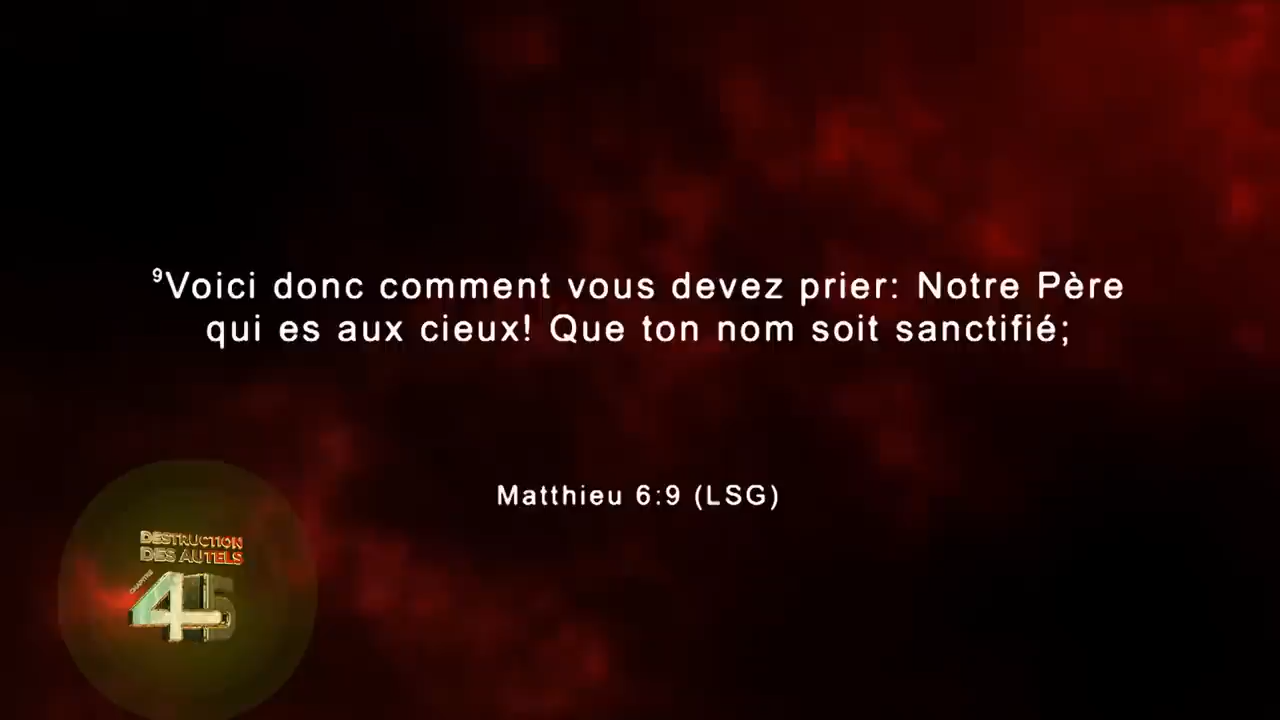 ⁹Voici donc comment vous devez prier: Notre Père
qui es aux cieux! Que ton nom soit sanctifié;
Matthieu 6:9 (LSG)
DESTRUCTION
DES AUTELS
CHAPITRE
45